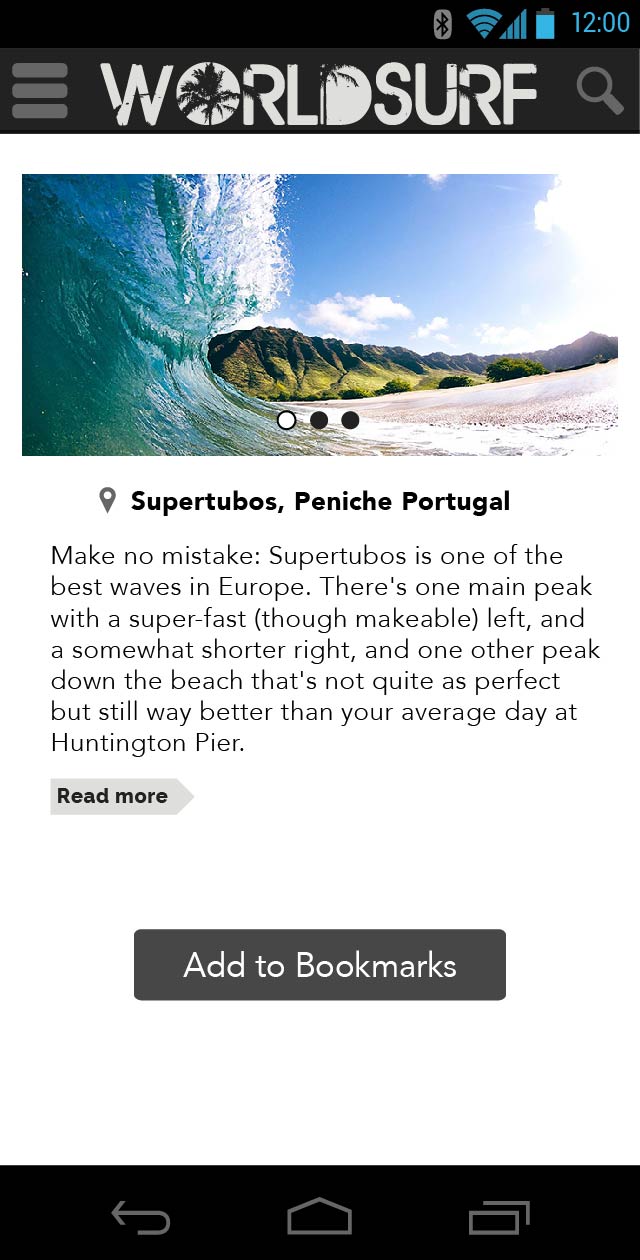 12:00
WORLDSURF
Supertubos, Peniche Portugal
Make no mistake: Supertubos is one of the
best waves in Europe. There's one main peak
with a super-fast (though makeable) left, and
a somewhat shorter right, and one other peak
down the beach that's not quite as perfect
but still way better than your average day at
Huntington Pier.
Read more
Add to Bookmarks